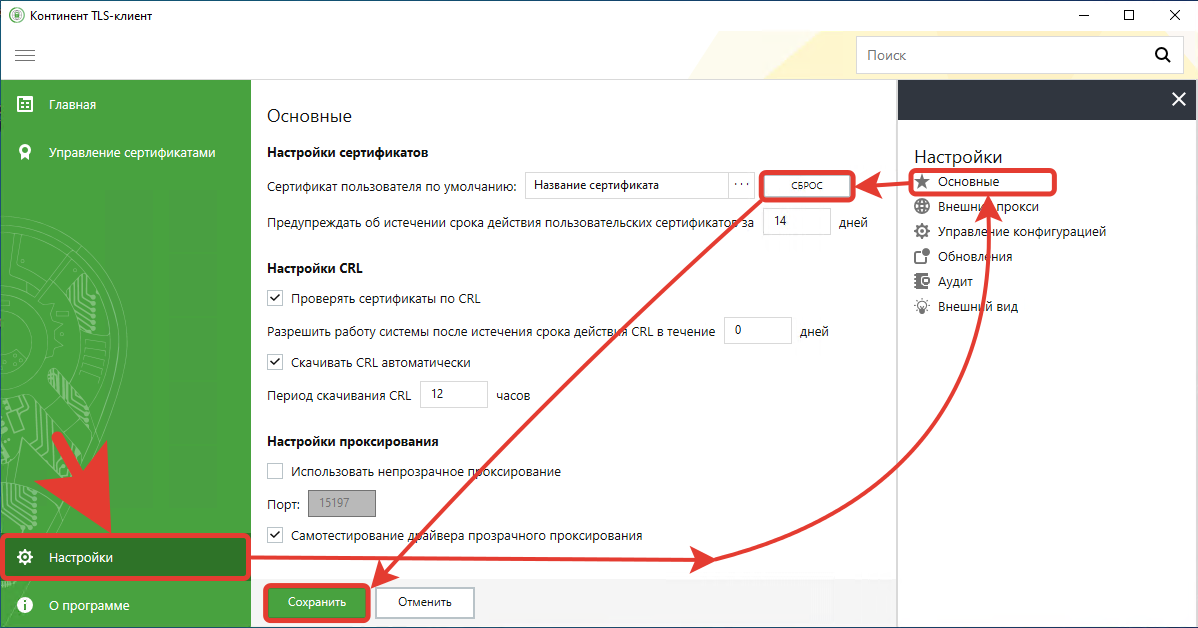 Континент TLS-клиент
Поиск
Главная
Управление сертификатами
Настройки
О программе
Основные
Настройки сертификатов
Сертификат пользователя по умолчанию: Название сертификата ... СБРОС
Предупреждать об истечении срока действия пользовательских сертификатов за 14 дней
Настройки CRL
Проверять сертификаты по CRL
Разрешить работу системы после истечения срока действия CRL в течение 0 дней
Скачивать CRL автоматически
Период скачивания CRL 12 часов
Настройки проксирования
Использовать непрозрачное проксирование
Порт: 15197
Самотестирование драйвера прозрачного проксирования
Сохранить Отменить
Настройки
Основные
Внешний прокси
Управление конфигурацией
Обновления
Аудит
Внешний вид